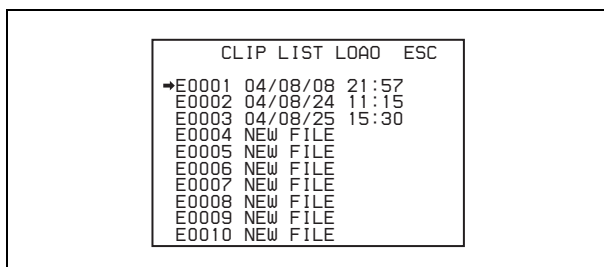 CLIP LIST LOAO ESC
➡E0001 04/08/08 21:57
E0002 04/08/24 11:15
E0003 04/08/25 15:30
E0004 NEW FILE
E0005 NEW FILE
E0006 NEW FILE
E0007 NEW FILE
E0008 NEW FILE
E0009 NEW FILE
E0010 NEW FILE